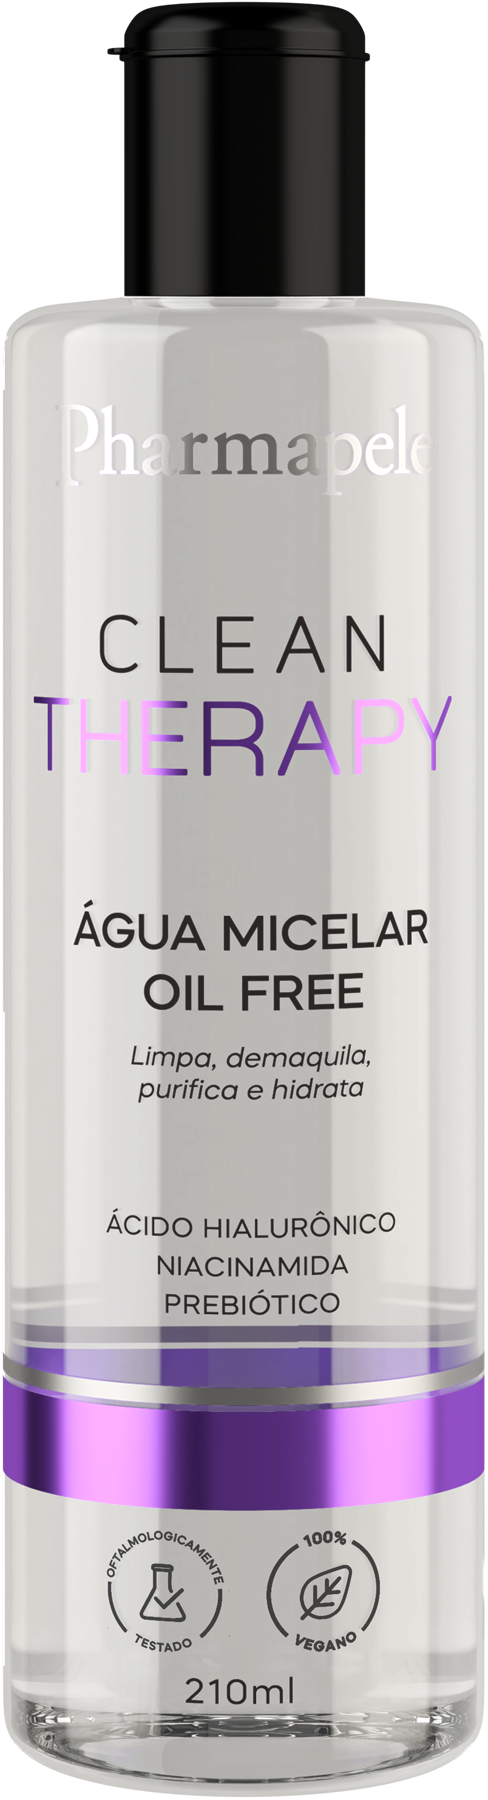 Pharmapele
CLEAN
THERAPY
ÁGUA MICELAR
OIL FREE
Limpa, demaquila,
purifica e hidrata
ÁCIDO HIALURÔNICO
NIACINAMIDA
PREBIÓTICO
OFTALMOLOGICAMENTE
TESTADO
100%
VEGANO
210ml